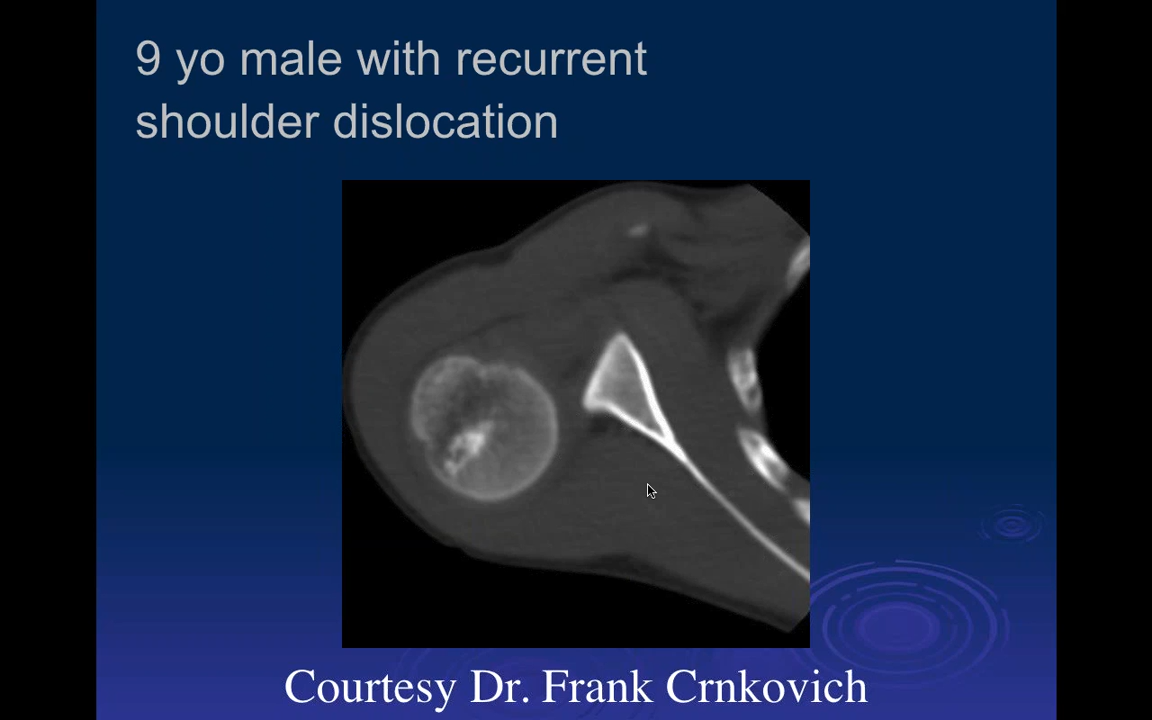 9 yo male with recurrent
shoulder dislocation
Courtesy Dr. Frank Crnkovich